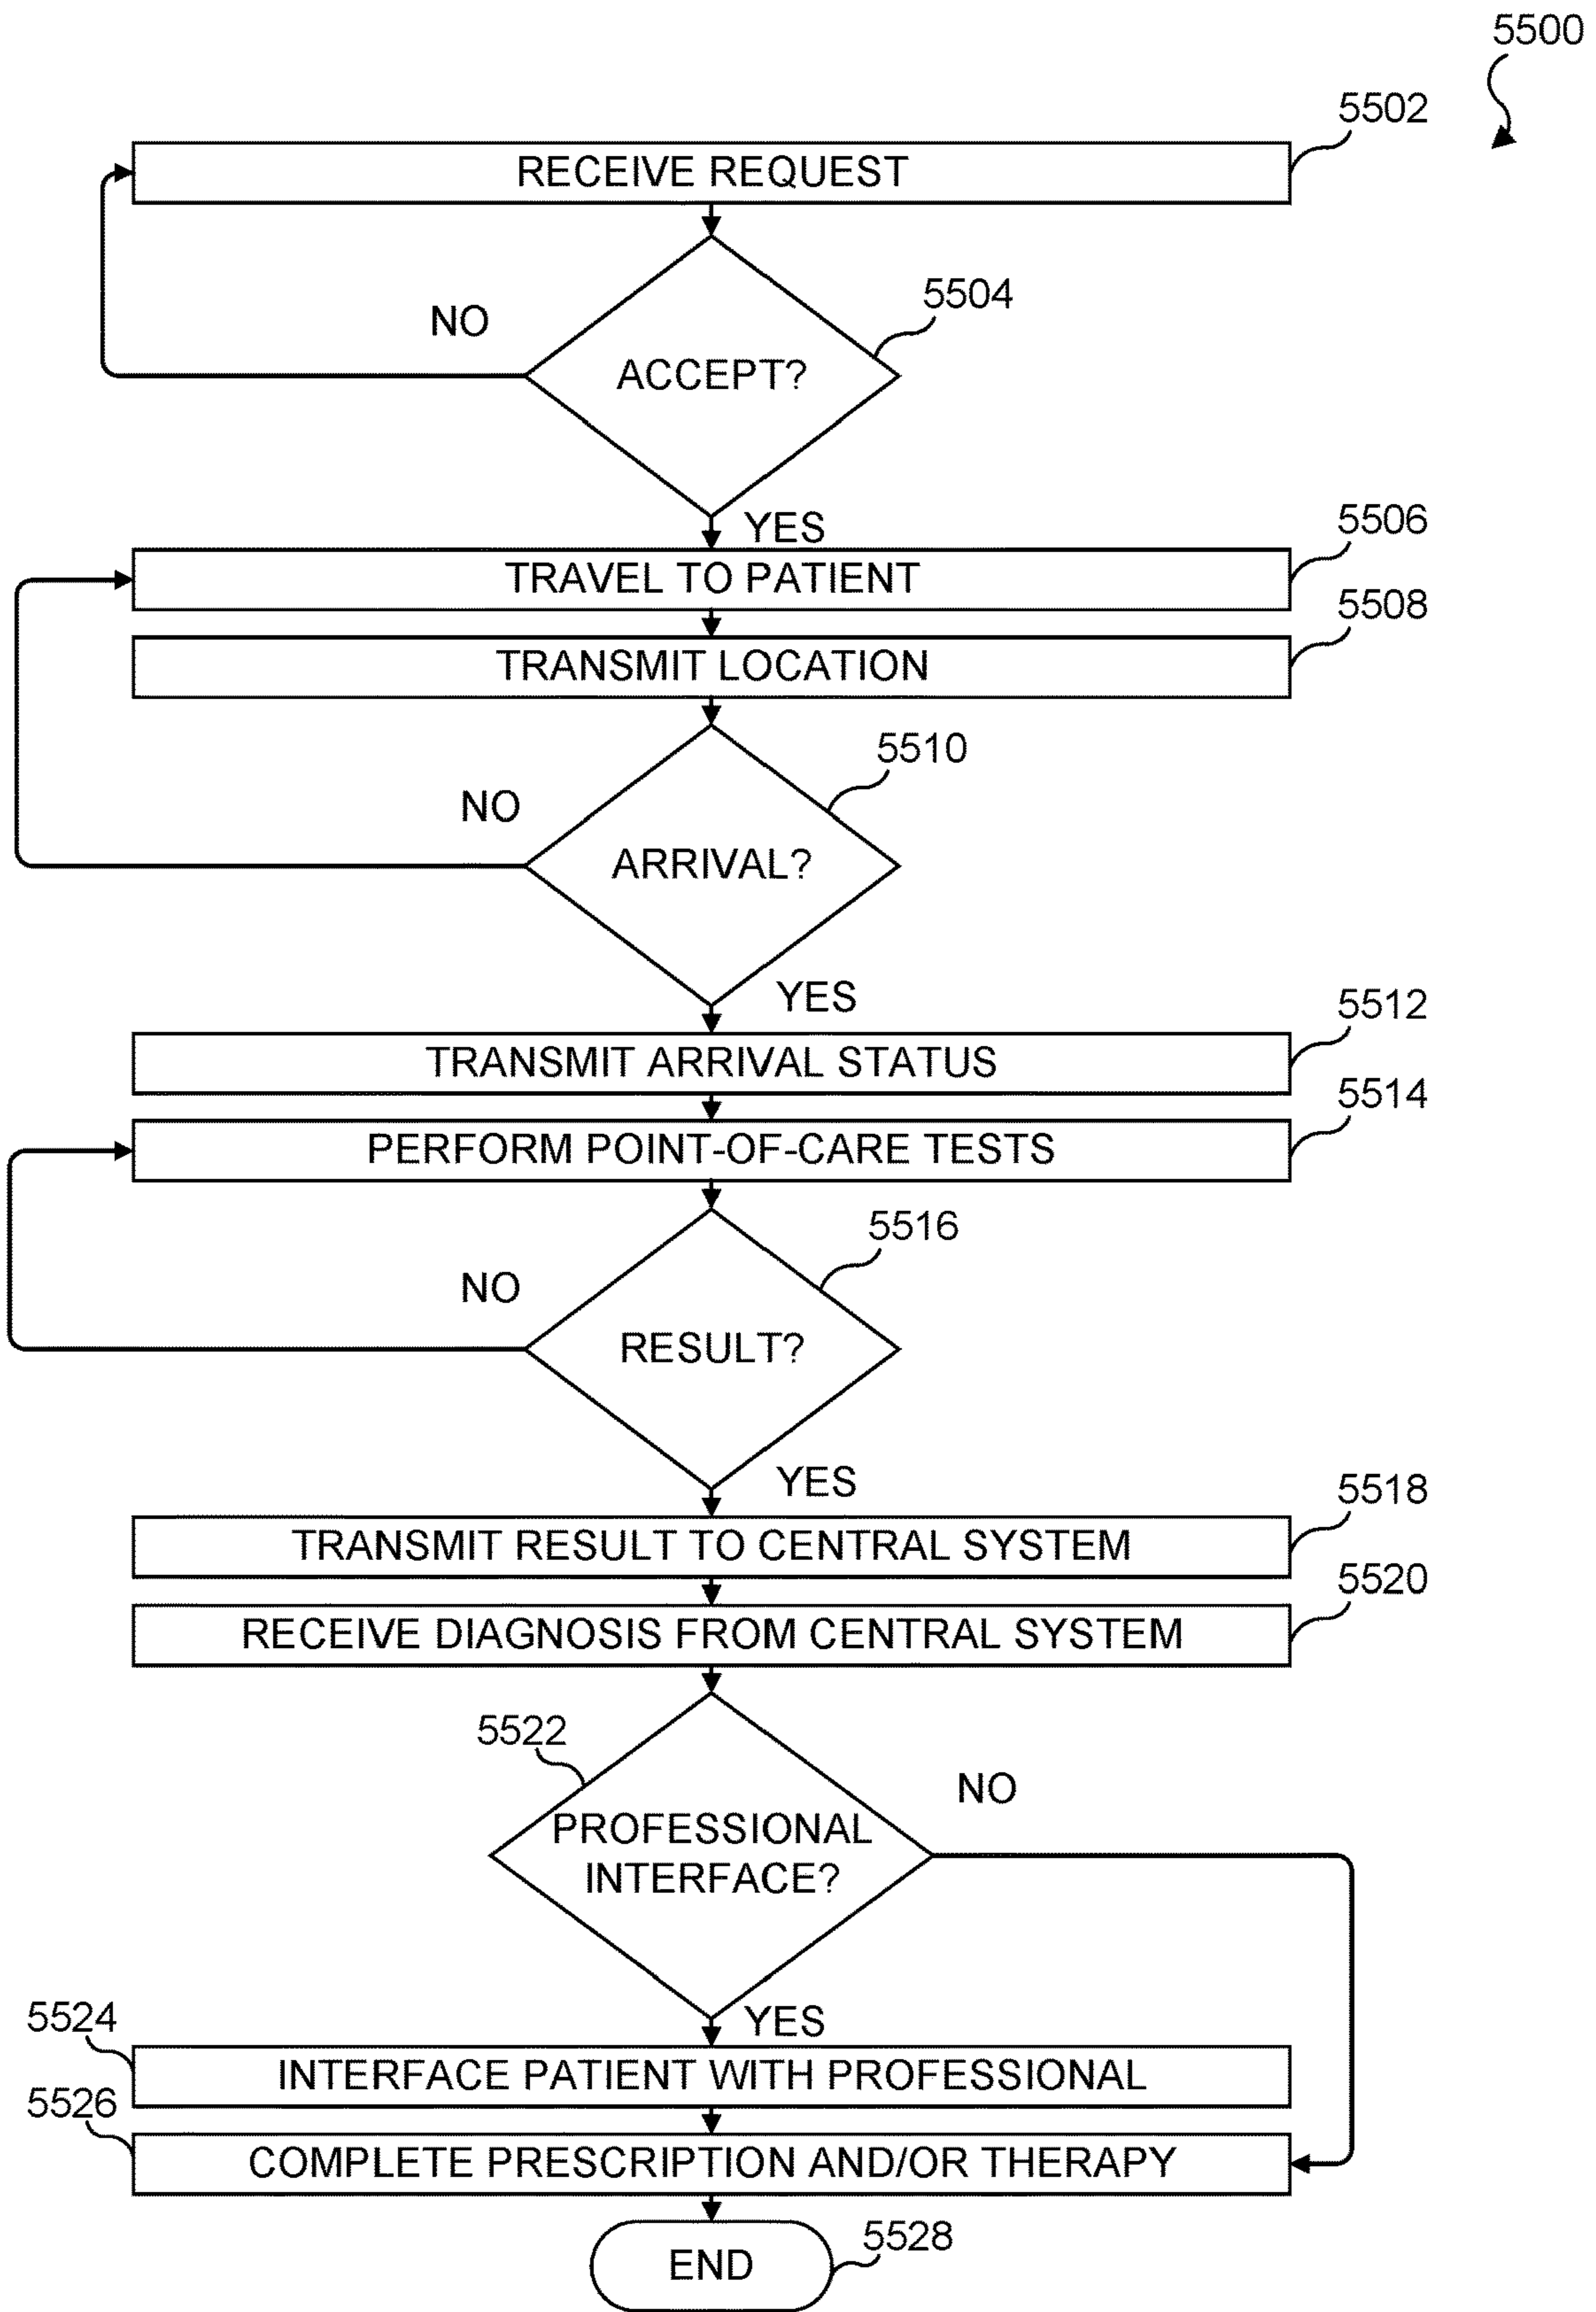 5500
5502
RECEIVE REQUEST
5504
NO
ACCEPT?
YES
5506
TRAVEL TO PATIENT
5508
TRANSMIT LOCATION
5510
NO
ARRIVAL?
YES
5512
TRANSMIT ARRIVAL STATUS
5514
PERFORM POINT-OF-CARE TESTS
5516
NO
RESULT?
YES
5518
TRANSMIT RESULT TO CENTRAL SYSTEM
5520
RECEIVE DIAGNOSIS FROM CENTRAL SYSTEM
5522
NO
PROFESSIONAL
INTERFACE?
YES
5524
INTERFACE PATIENT WITH PROFESSIONAL
5526
COMPLETE PRESCRIPTION AND/OR THERAPY
5528
END